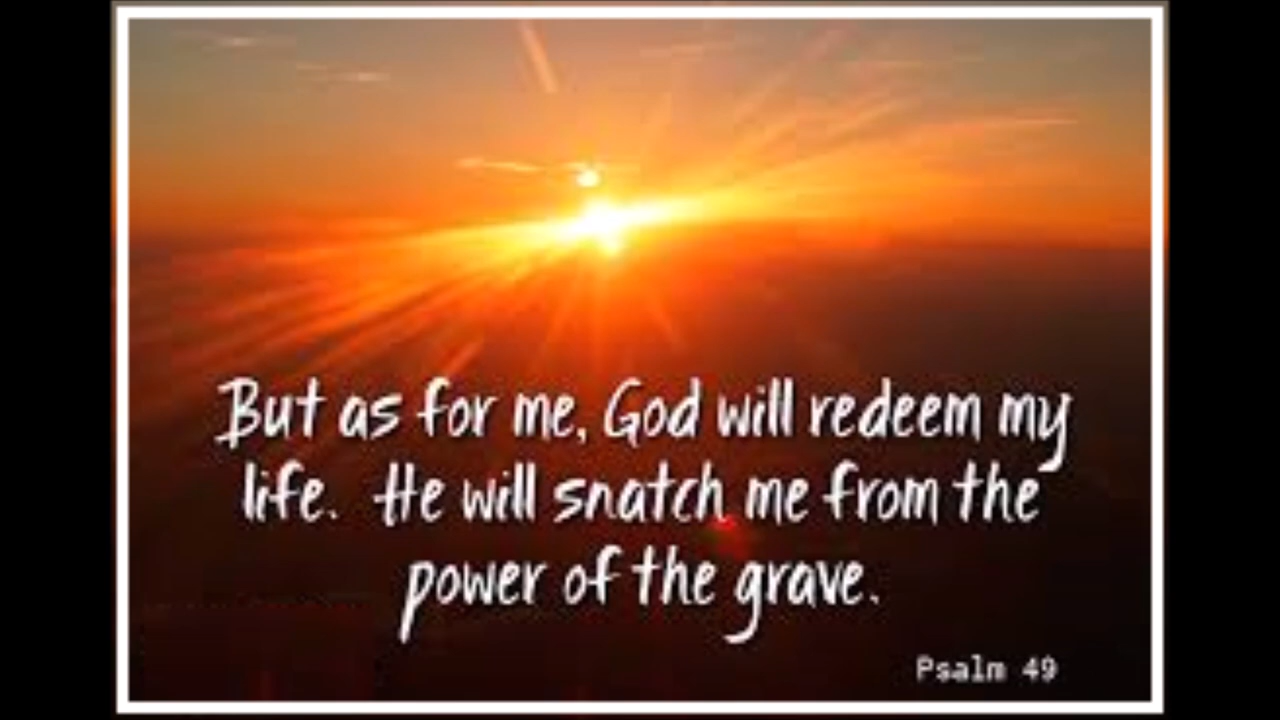 But as for me, God will redeem my
life. He will snatch me from the
power of the grave.
Psalm 49